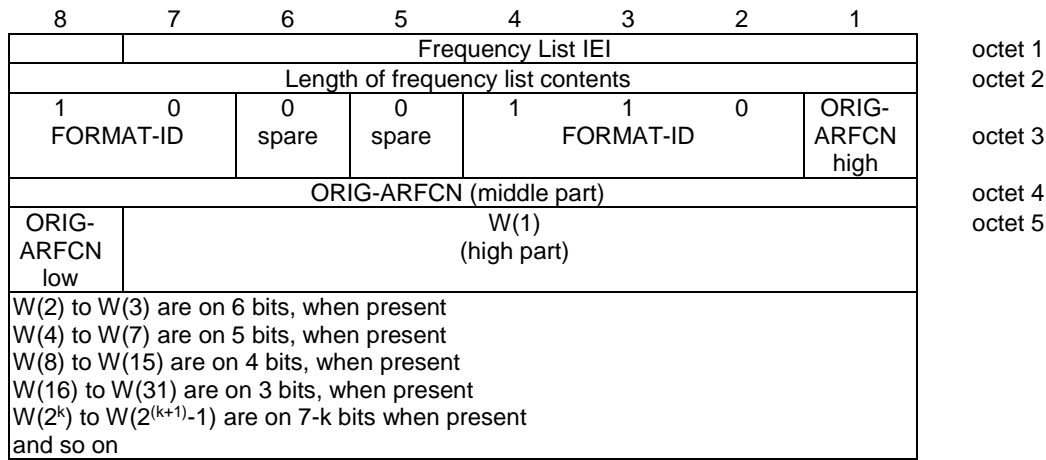 8 7 6 5 4 3 2 1
Frequency List IEI octet 1
Length of frequency list contents octet 2
1 0 0 0 1 1 0 ORIG-
FORMAT-ID spare spare FORMAT-ID ARFCN octet 3
high
ORIG-ARFCN (middle part) octet 4
ORIG- W(1) octet 5
ARFCN (high part)
low
W(2) to W(3) are on 6 bits, when present
W(4) to W(7) are on 5 bits, when present
W(8) to W(15) are on 4 bits, when present
W(16) to W(31) are on 3 bits, when present
W(2^k) to W(2^(k+1)-1) are on 7-k bits when present
and so on